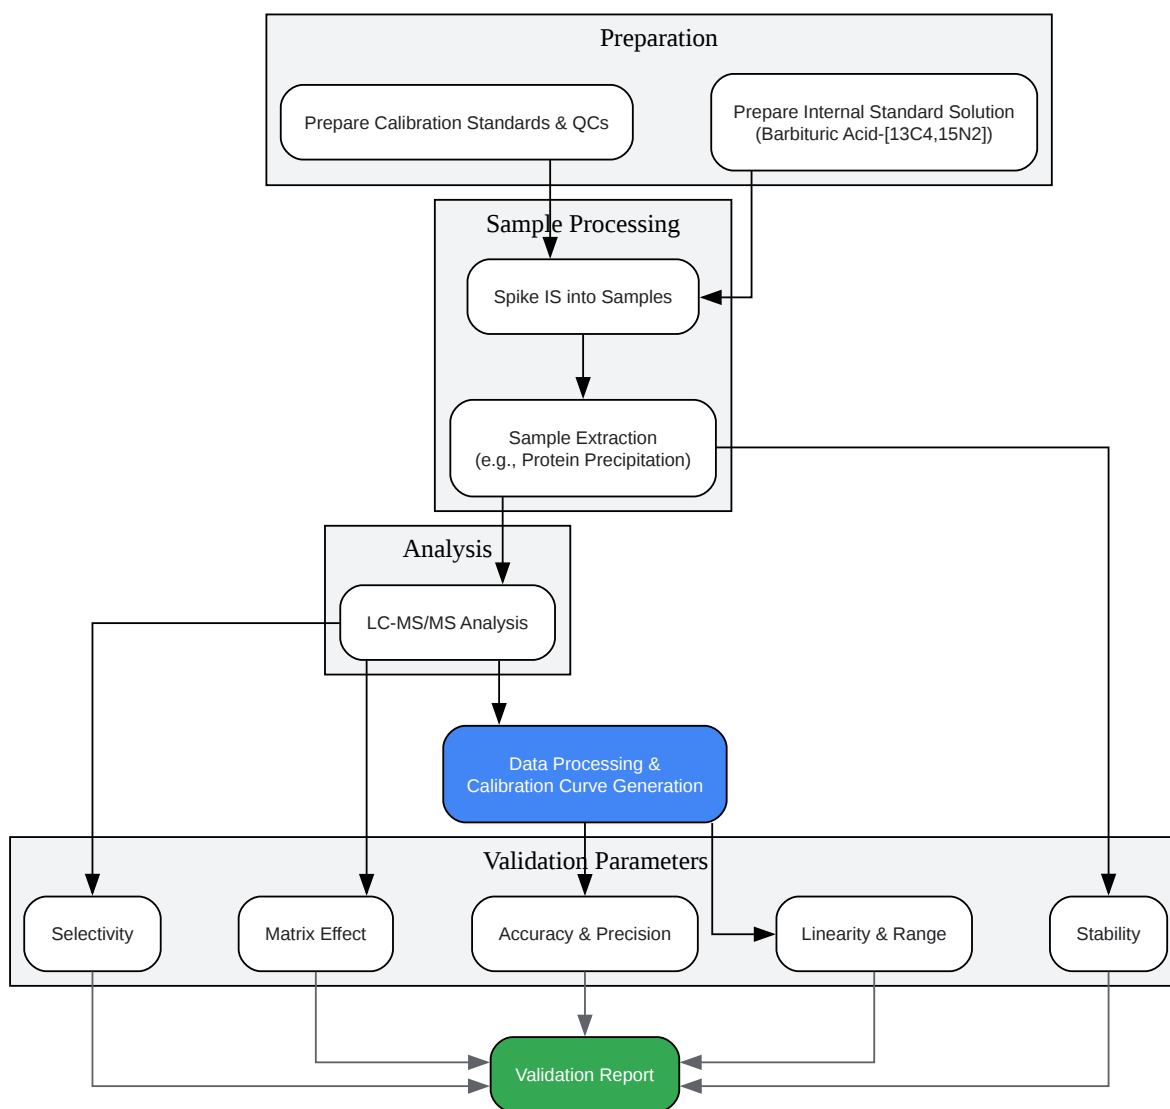 Preparation
Prepare Calibration Standards & QCs
Prepare Internal Standard Solution
(Barbituric Acid-[13C4,15N2])
Sample Processing
Spike IS into Samples
Sample Extraction
(e.g., Protein Precipitation)
Analysis
LC-MS/MS Analysis
Data Processing &
Calibration Curve Generation
Validation Parameters
Selectivity
Matrix Effect
Accuracy & Precision
Linearity & Range
Stability
Validation Report